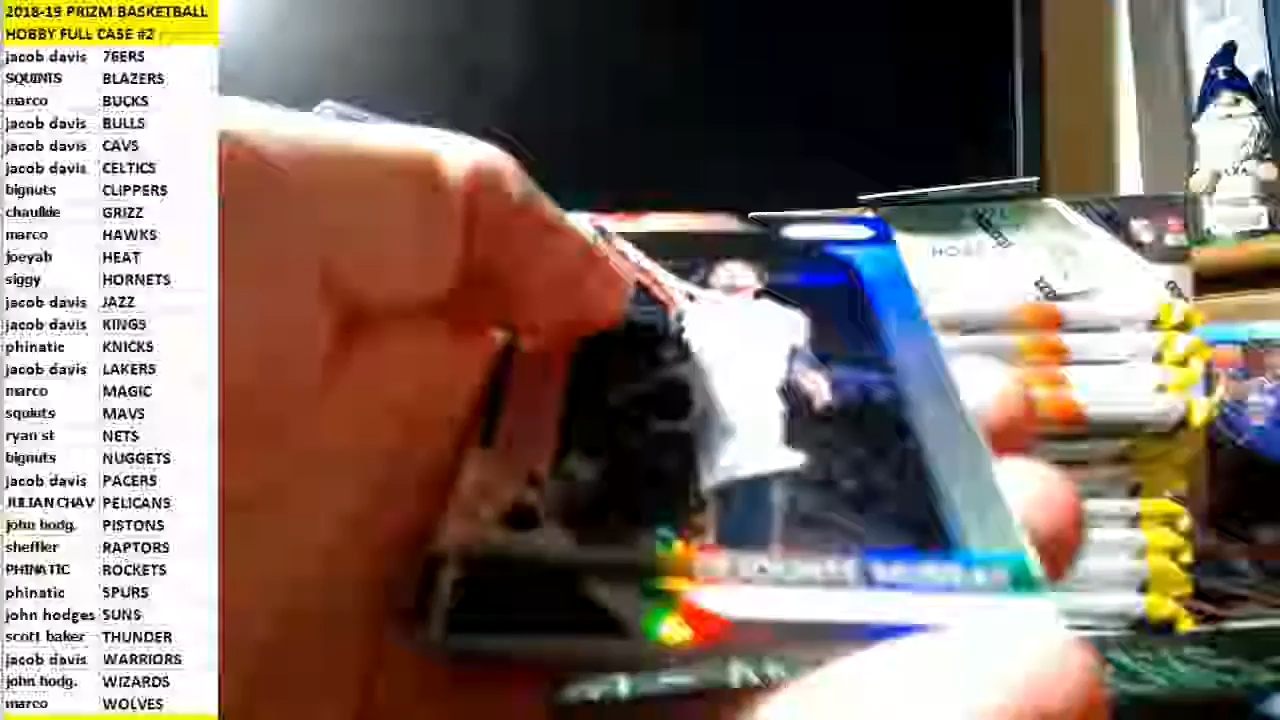 2018-19 PRIZM BASKETBALL
HOBBY FULL CASE #2
jacob davis 76ERS
SQUINTS BLAZERS
marco BUCKS
jacob davis BULLS
jacob davis CAVS
jacob davis CELTICS
bignuts CLIPPERS
GRIZZ
marco HAWKS
joeyah HEAT
siggy HORNETS
jacob davis JAZZ
jacob davis KINGS
phinatic KNICKS
jacob davis LAKERS
marco MAGIC
squints MAVS
ryan st NETS
bignuts NUGGETS
jacob davis PACERS
JULIAN CHAV PELICANS
john hodg. PISTONS
sheffler RAPTORS
PHINATIC ROCKETS
phinatic SPURS
john hodges SUNS
scott baker THUNDER
jacob davis WARRIORS
john hodg. WIZARDS
marco WOLVES
MURRAY